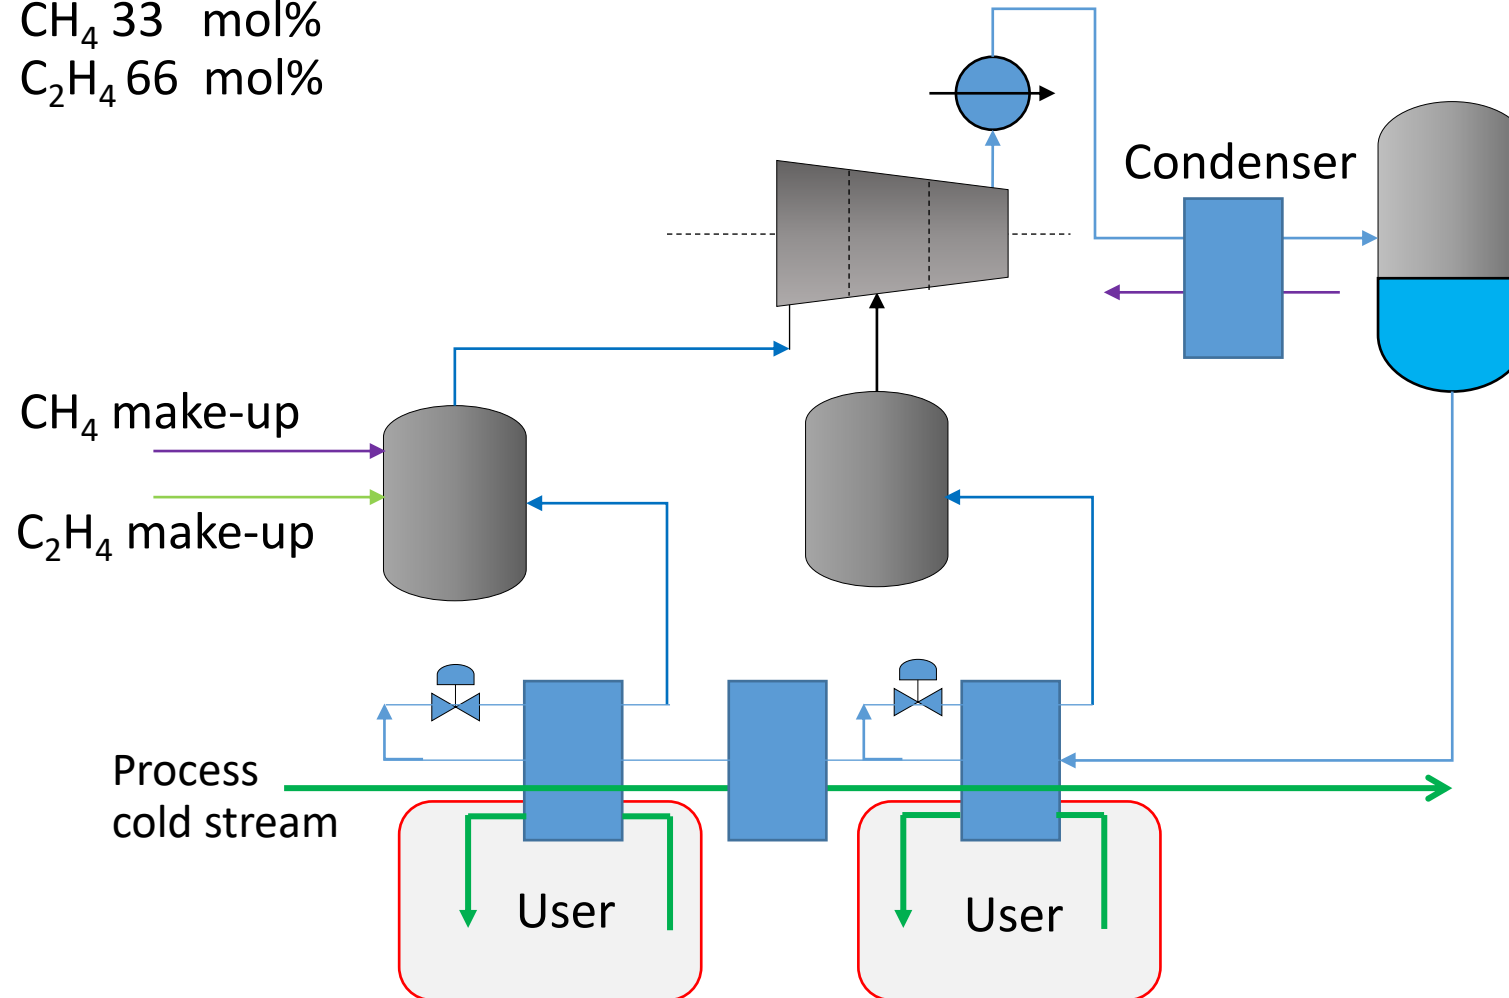 CH₄ 33 mol%
C₂H₄ 66 mol%
Condenser
CH₄ make-up
C₂H₄ make-up
Process
cold stream
User
User